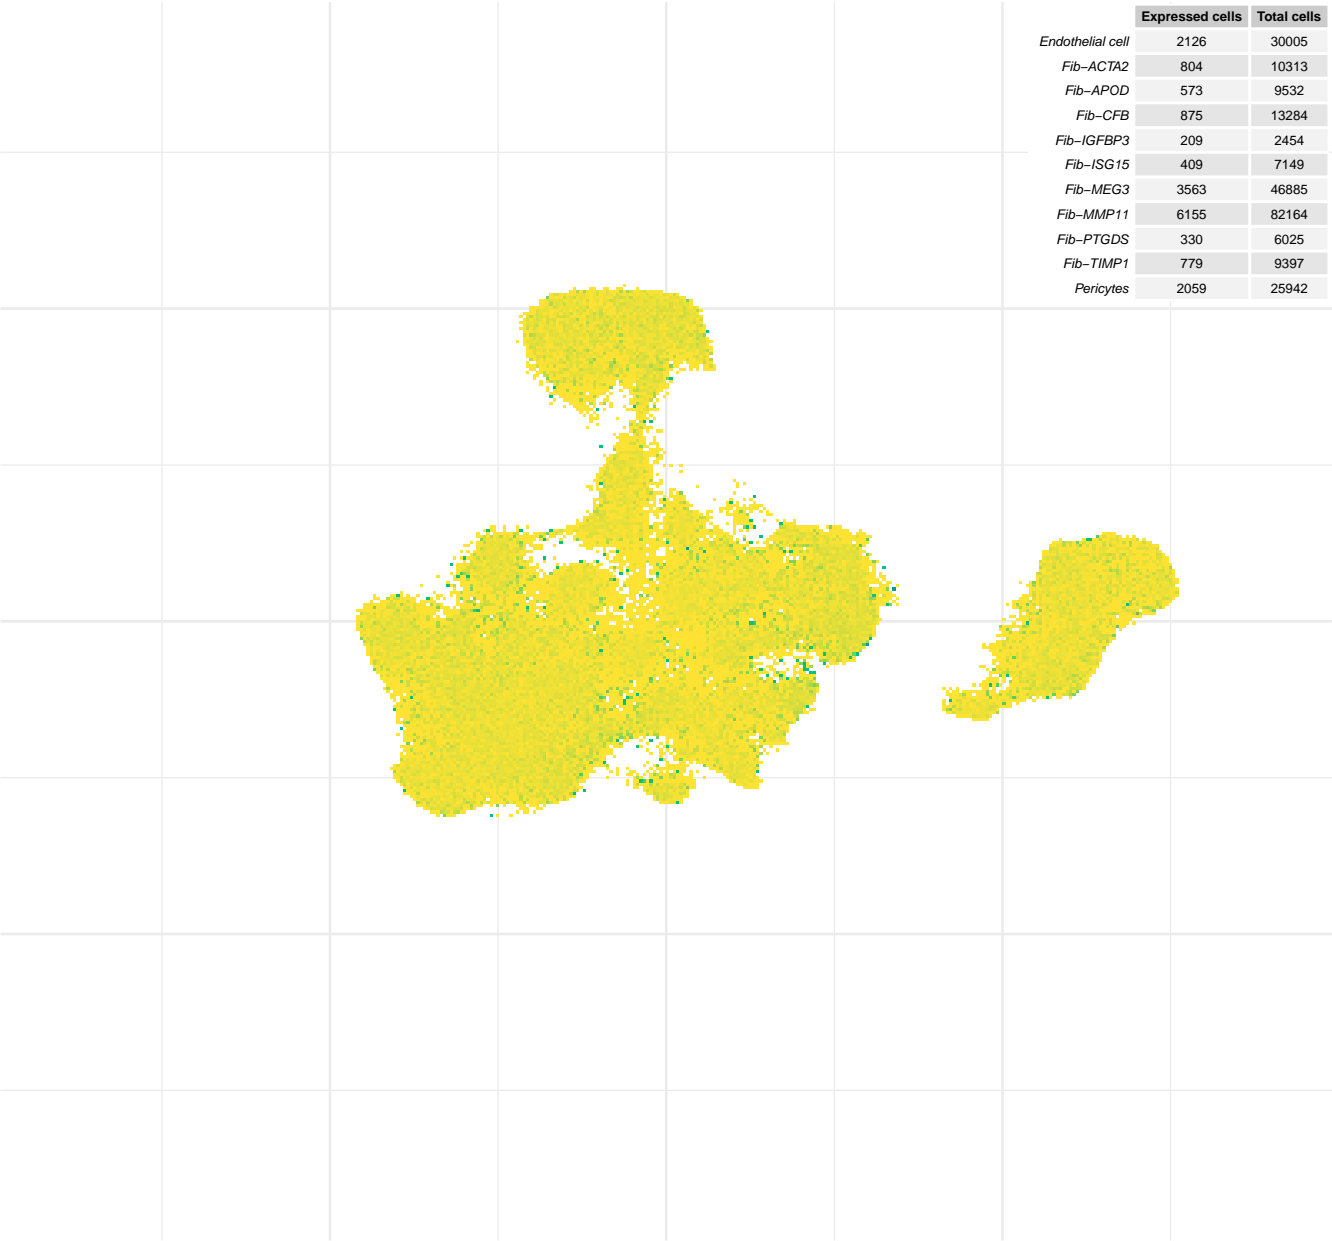 Expressed cells Total cells
Endothelial cell 2126 30005
Fib−ACTA2 804 10313
Fib−APOD 573 9532
Fib−CFB 875 13284
Fib−IGFBP3 209 2454
Fib−ISG15 409 7149
Fib−MEG3 3563 46885
Fib−MMP11 6155 82164
Fib−PTGDS 330 6025
Fib−TIMP1 779 9397
Pericytes 2059 25942